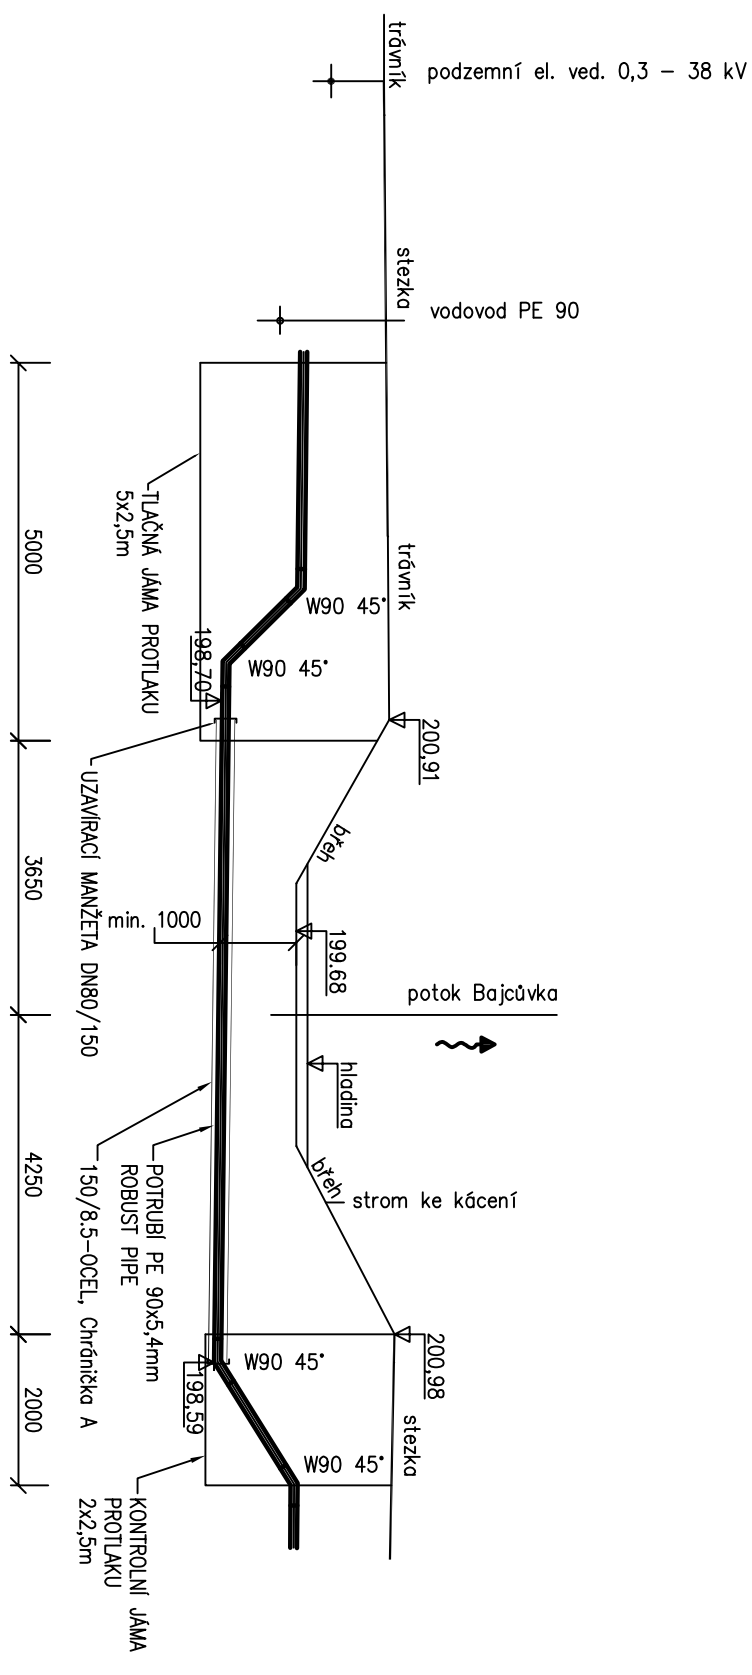 trávník
podzemní el. ved. 0,3 – 38 kV
stezka
vodovod PE 90
5000
TLAČNÁ JÁMA PROTLAKU
5x2,5m
trávník
W90 45°
W90 45°
198,70
200,91
3650
UZAVÍRACÍ MANŽETA DN80/150
břeh
min. 1000
199.68
potok Bajcůvka
hladina
4250
břeh
strom ke kácení
POTRUBÍ PE 90x5,4mm
ROBUST PIPE
150/8.5–OCEL, Chránička A
200,98
W90 45°
198,59
2000
stezka
W90 45°
KONTROLNÍ JÁMA
PROTLAKU
2x2,5m